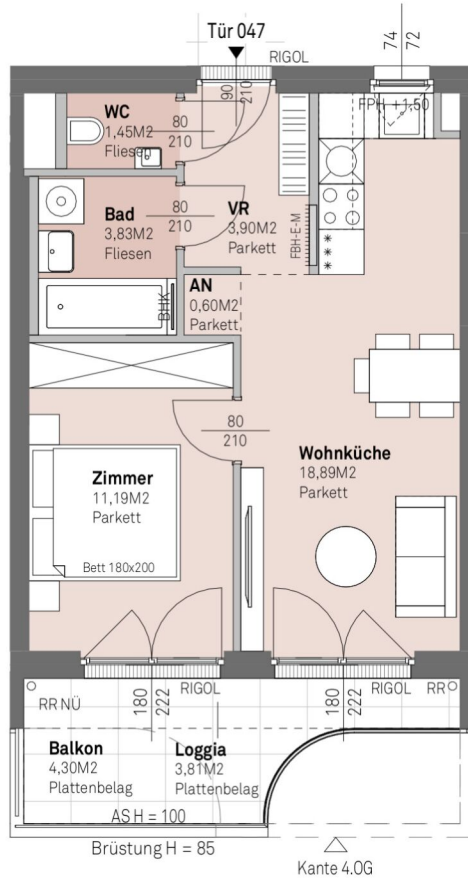 Tür 047
RIGOL
74
72
90
210
FPH +1,50
WC
1,45M2
Fliesen
80
210
Bad
3,83M2
Fliesen
80
210
VR
3,90M2
Parkett
FBH-E-M
AN
0,60M2
Parkett
BHK
80
210
Wohnküche
18,89M2
Parkett
Zimmer
11,19M2
Parkett
Bett 180x200
RR NÜ
180
222
RIGOL
180
222
RIGOL
RR
Balkon
4,30M2
Plattenbelag
Loggia
3,81M2
Plattenbelag
AS H = 100
Brüstung H = 85
Kante 4.OG